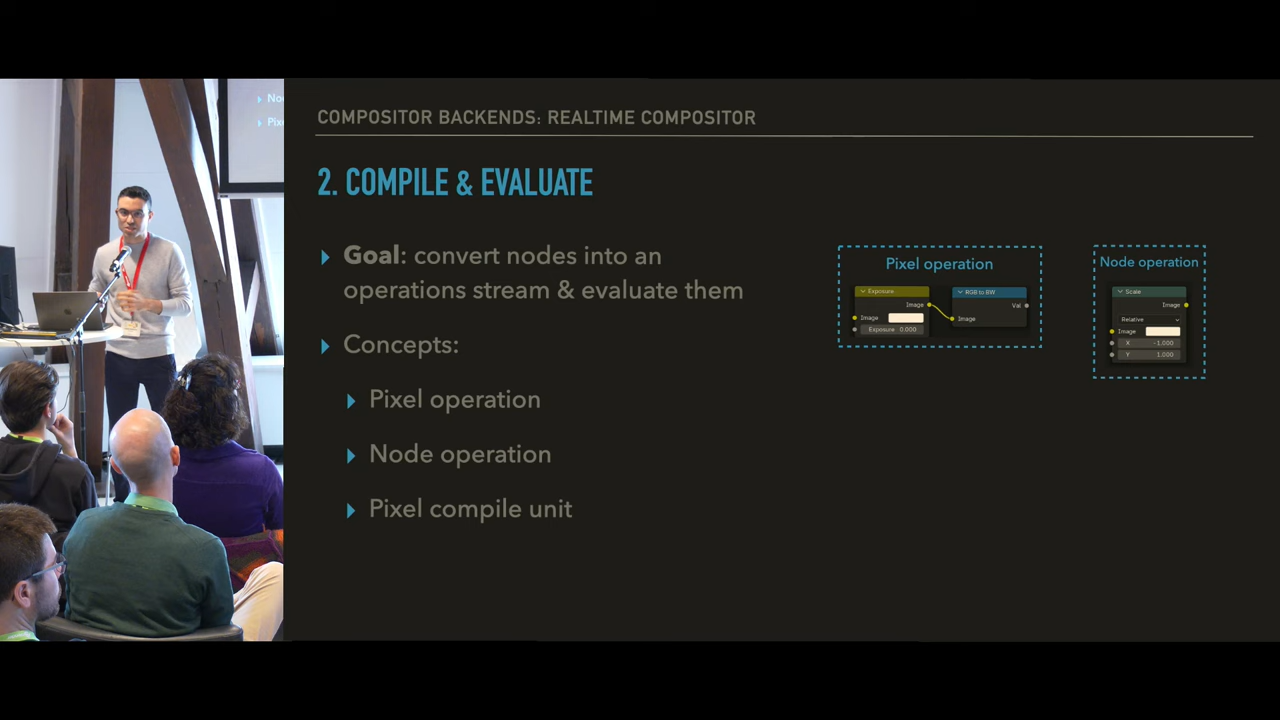 Nod
Pixe
COMPOSITOR BACKENDS: REALTIME COMPOSITOR
2. COMPILE & EVALUATE
Goal: convert nodes into an
operations stream & evaluate them
Concepts:
Pixel operation
Node operation
Pixel compile unit
Pixel operation
Exposure
Image
Image
Exposure 0.000
RGB to BW
Val
Image
Node operation
Scale
Image
Relative
Image
X -1.000
Y 1.000